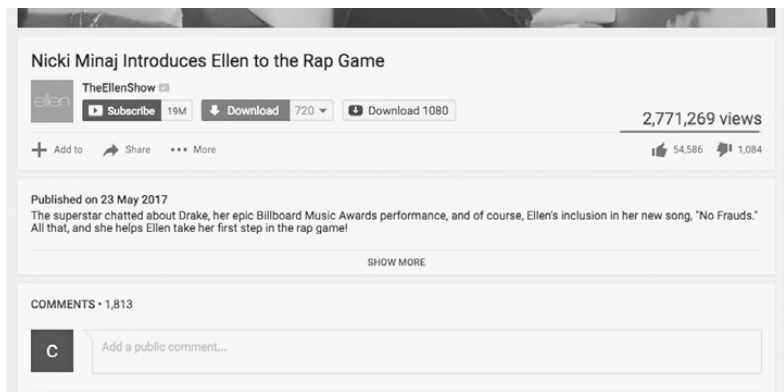 Nicki Minaj Introduces Ellen to the Rap Game
ellen
TheEllenShow
Subscribe 19M Download 720 Download 1080
2,771,269 views
Add to Share More
54,586 1,084
Published on 23 May 2017
The superstar chatted about Drake, her epic Billboard Music Awards performance, and of course, Ellen's inclusion in her new song, "No Frauds."
All that, and she helps Ellen take her first step in the rap game!
SHOW MORE
COMMENTS • 1,813
C
Add a public comment...